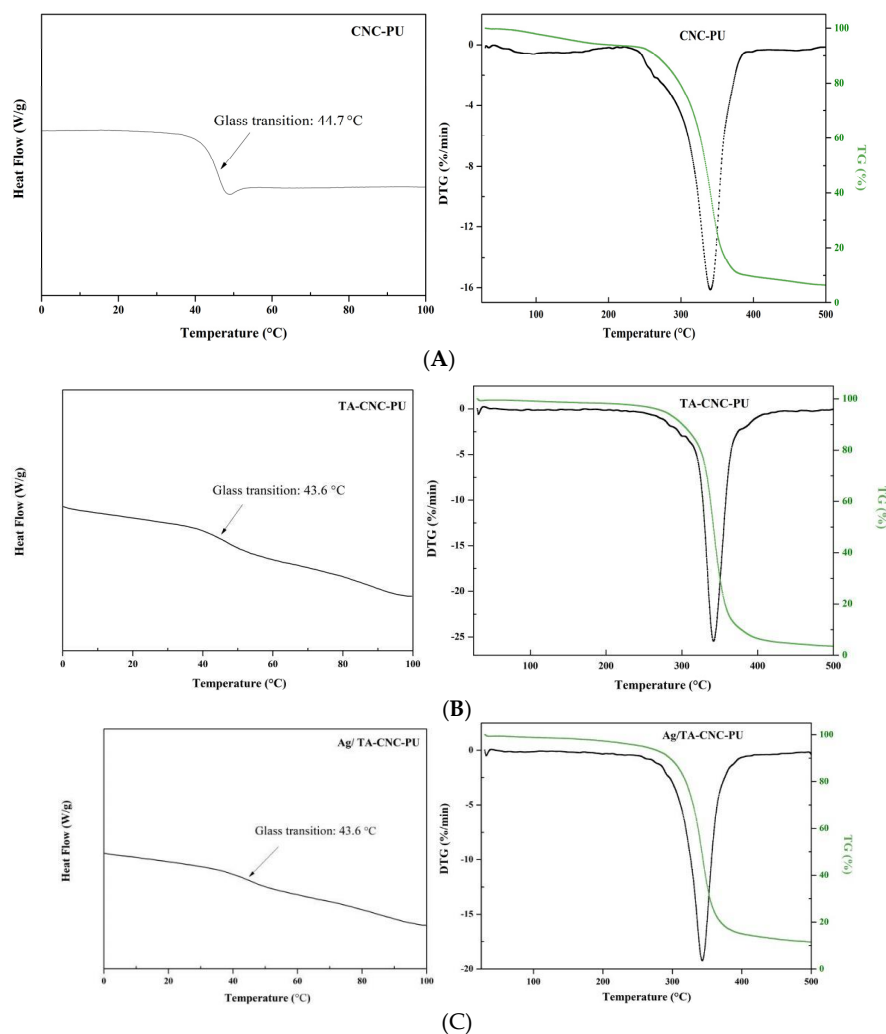 CNC-PU
Glass transition: 44.7 °C
Heat Flow (W/g)
0
20
40
60
80
100
Temperature (°C)
CNC-PU
0
-4
-8
-12
-16
DTG (%/min)
100
80
60
40
20
0
TG (%)
100
200
300
400
500
Temperature (°C)
(A)
TA-CNC-PU
Glass transition: 43.6 °C
Heat Flow (W/g)
0
20
40
60
80
100
Temperature (°C)
TA-CNC-PU
0
-5
-10
-15
-20
-25
DTG (%/min)
100
80
60
40
20
0
TG (%)
100
200
300
400
500
Temperature (°C)
(B)
Ag/ TA-CNC-PU
Glass transition: 43.6 °C
Heat Flow (W/g)
0
20
40
60
80
100
Temperature (°C)
Ag/TA-CNC-PU
0
-5
-10
-15
-20
DTG (%/min)
100
80
60
40
20
0
TG (%)
100
200
300
400
500
Temperature (°C)
(C)